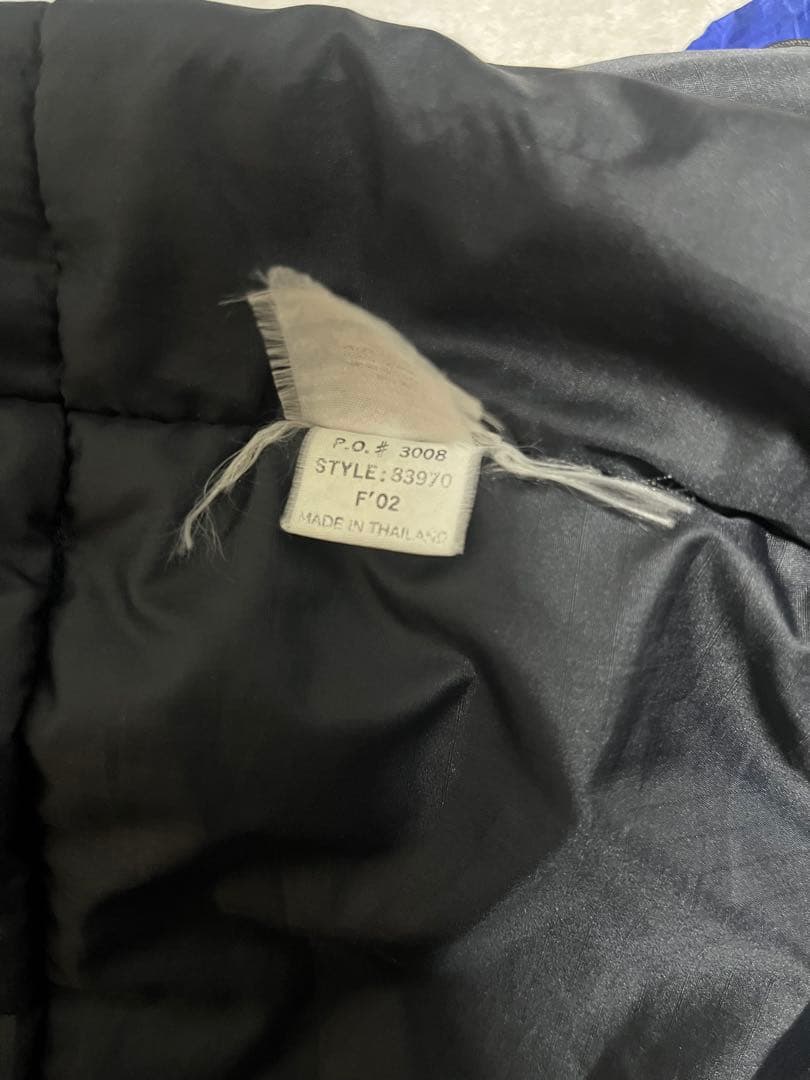 P.O. # 3008
STYLE: 83970
F'02
MADE IN THAILAND